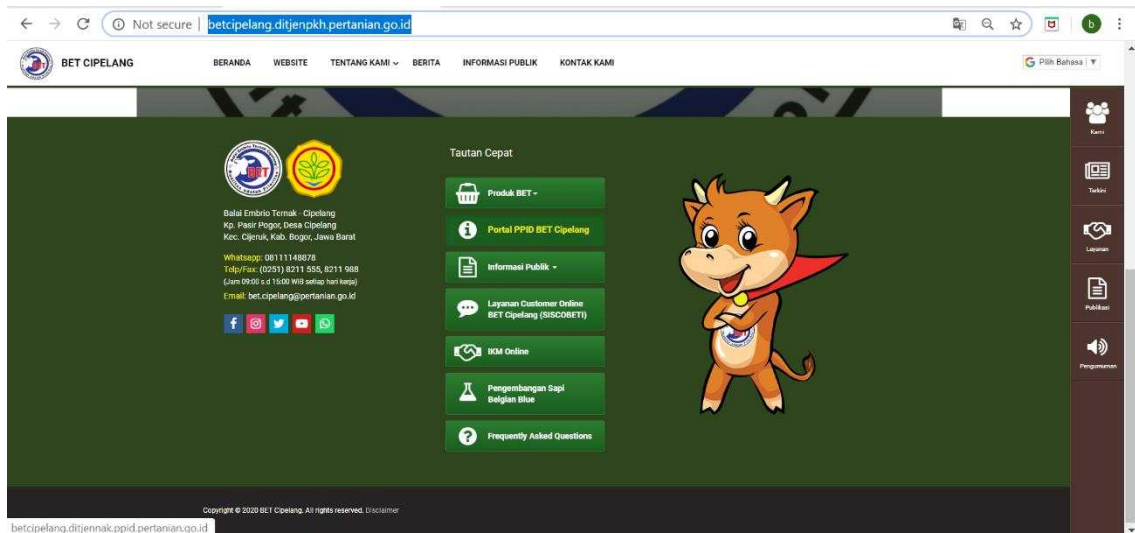 Not secure | betcipelang.ditjenpkh.pertanian.go.id
b
BET CIPELANG
BERANDA WEBSITE TENTANG KAMI BERITA INFORMASI PUBLIK KONTAK KAMI
G Pilih Bahasa | ▼
BET
Balai Embrio Ternak - Cipelang
Kp. Pasir Pogor, Desa Cipelang
Kec. Cijeruk, Kab. Bogor, Jawa Barat
Whatsapp: 08111148878
Telp/Fax: (0251) 8211 555, 8211 988
(Jam 09:00 s.d 15:00 WIB setiap hari kerja)
Email: bet.cipelang@pertanian.go.id
Tautan Cepat
Produk BET
Portal PPID BET Cipelang
Informasi Publik
Layanan Customer Online
BET Cipelang (SISCOBETI)
IKM Online
Pengembangan Sapi
Belgian Blue
Frequently Asked Questions
Kami
Terkini
Layanan
Publikasi
Pengumuman
Copyright © 2020 BET Cipelang. All rights reserved. Disclaimer
betcipelang.ditjennak.ppid.pertanian.go.id